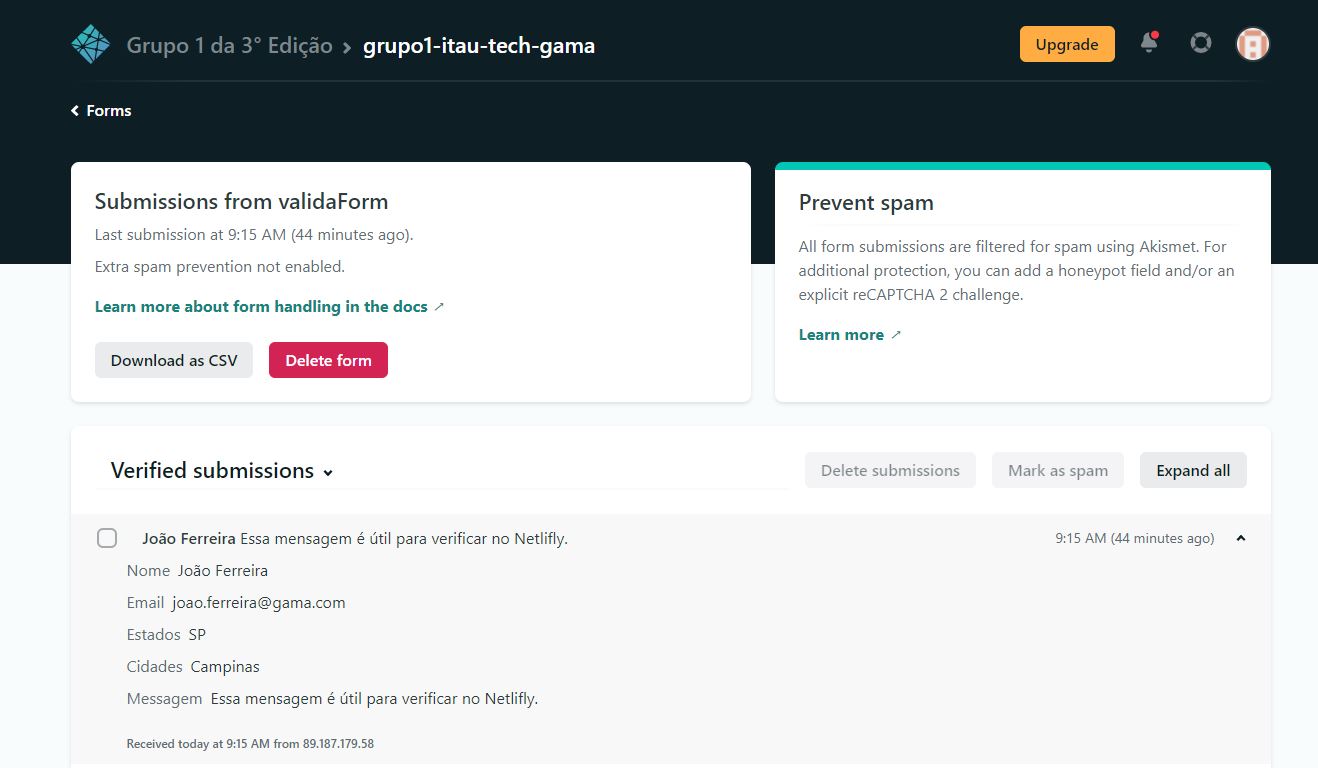 Grupo 1 da 3° Edição > grupo1-itau-tech-gama
Upgrade
Forms
Submissions from validaForm
Last submission at 9:15 AM (44 minutes ago).
Extra spam prevention not enabled.
Learn more about form handling in the docs
Download as CSV
Delete form
Prevent spam
All form submissions are filtered for spam using Akismet. For
additional protection, you can add a honeypot field and/or an
explicit reCAPTCHA 2 challenge.
Learn more
Verified submissions
Delete submissions
Mark as spam
Expand all
João Ferreira Essa mensagem é útil para verificar no Netlifly.
9:15 AM (44 minutes ago)
Nome João Ferreira
Email joao.ferreira@gama.com
Estados SP
Cidades Campinas
Messagem Essa mensagem é útil para verificar no Netlifly.
Received today at 9:15 AM from 89.187.179.58